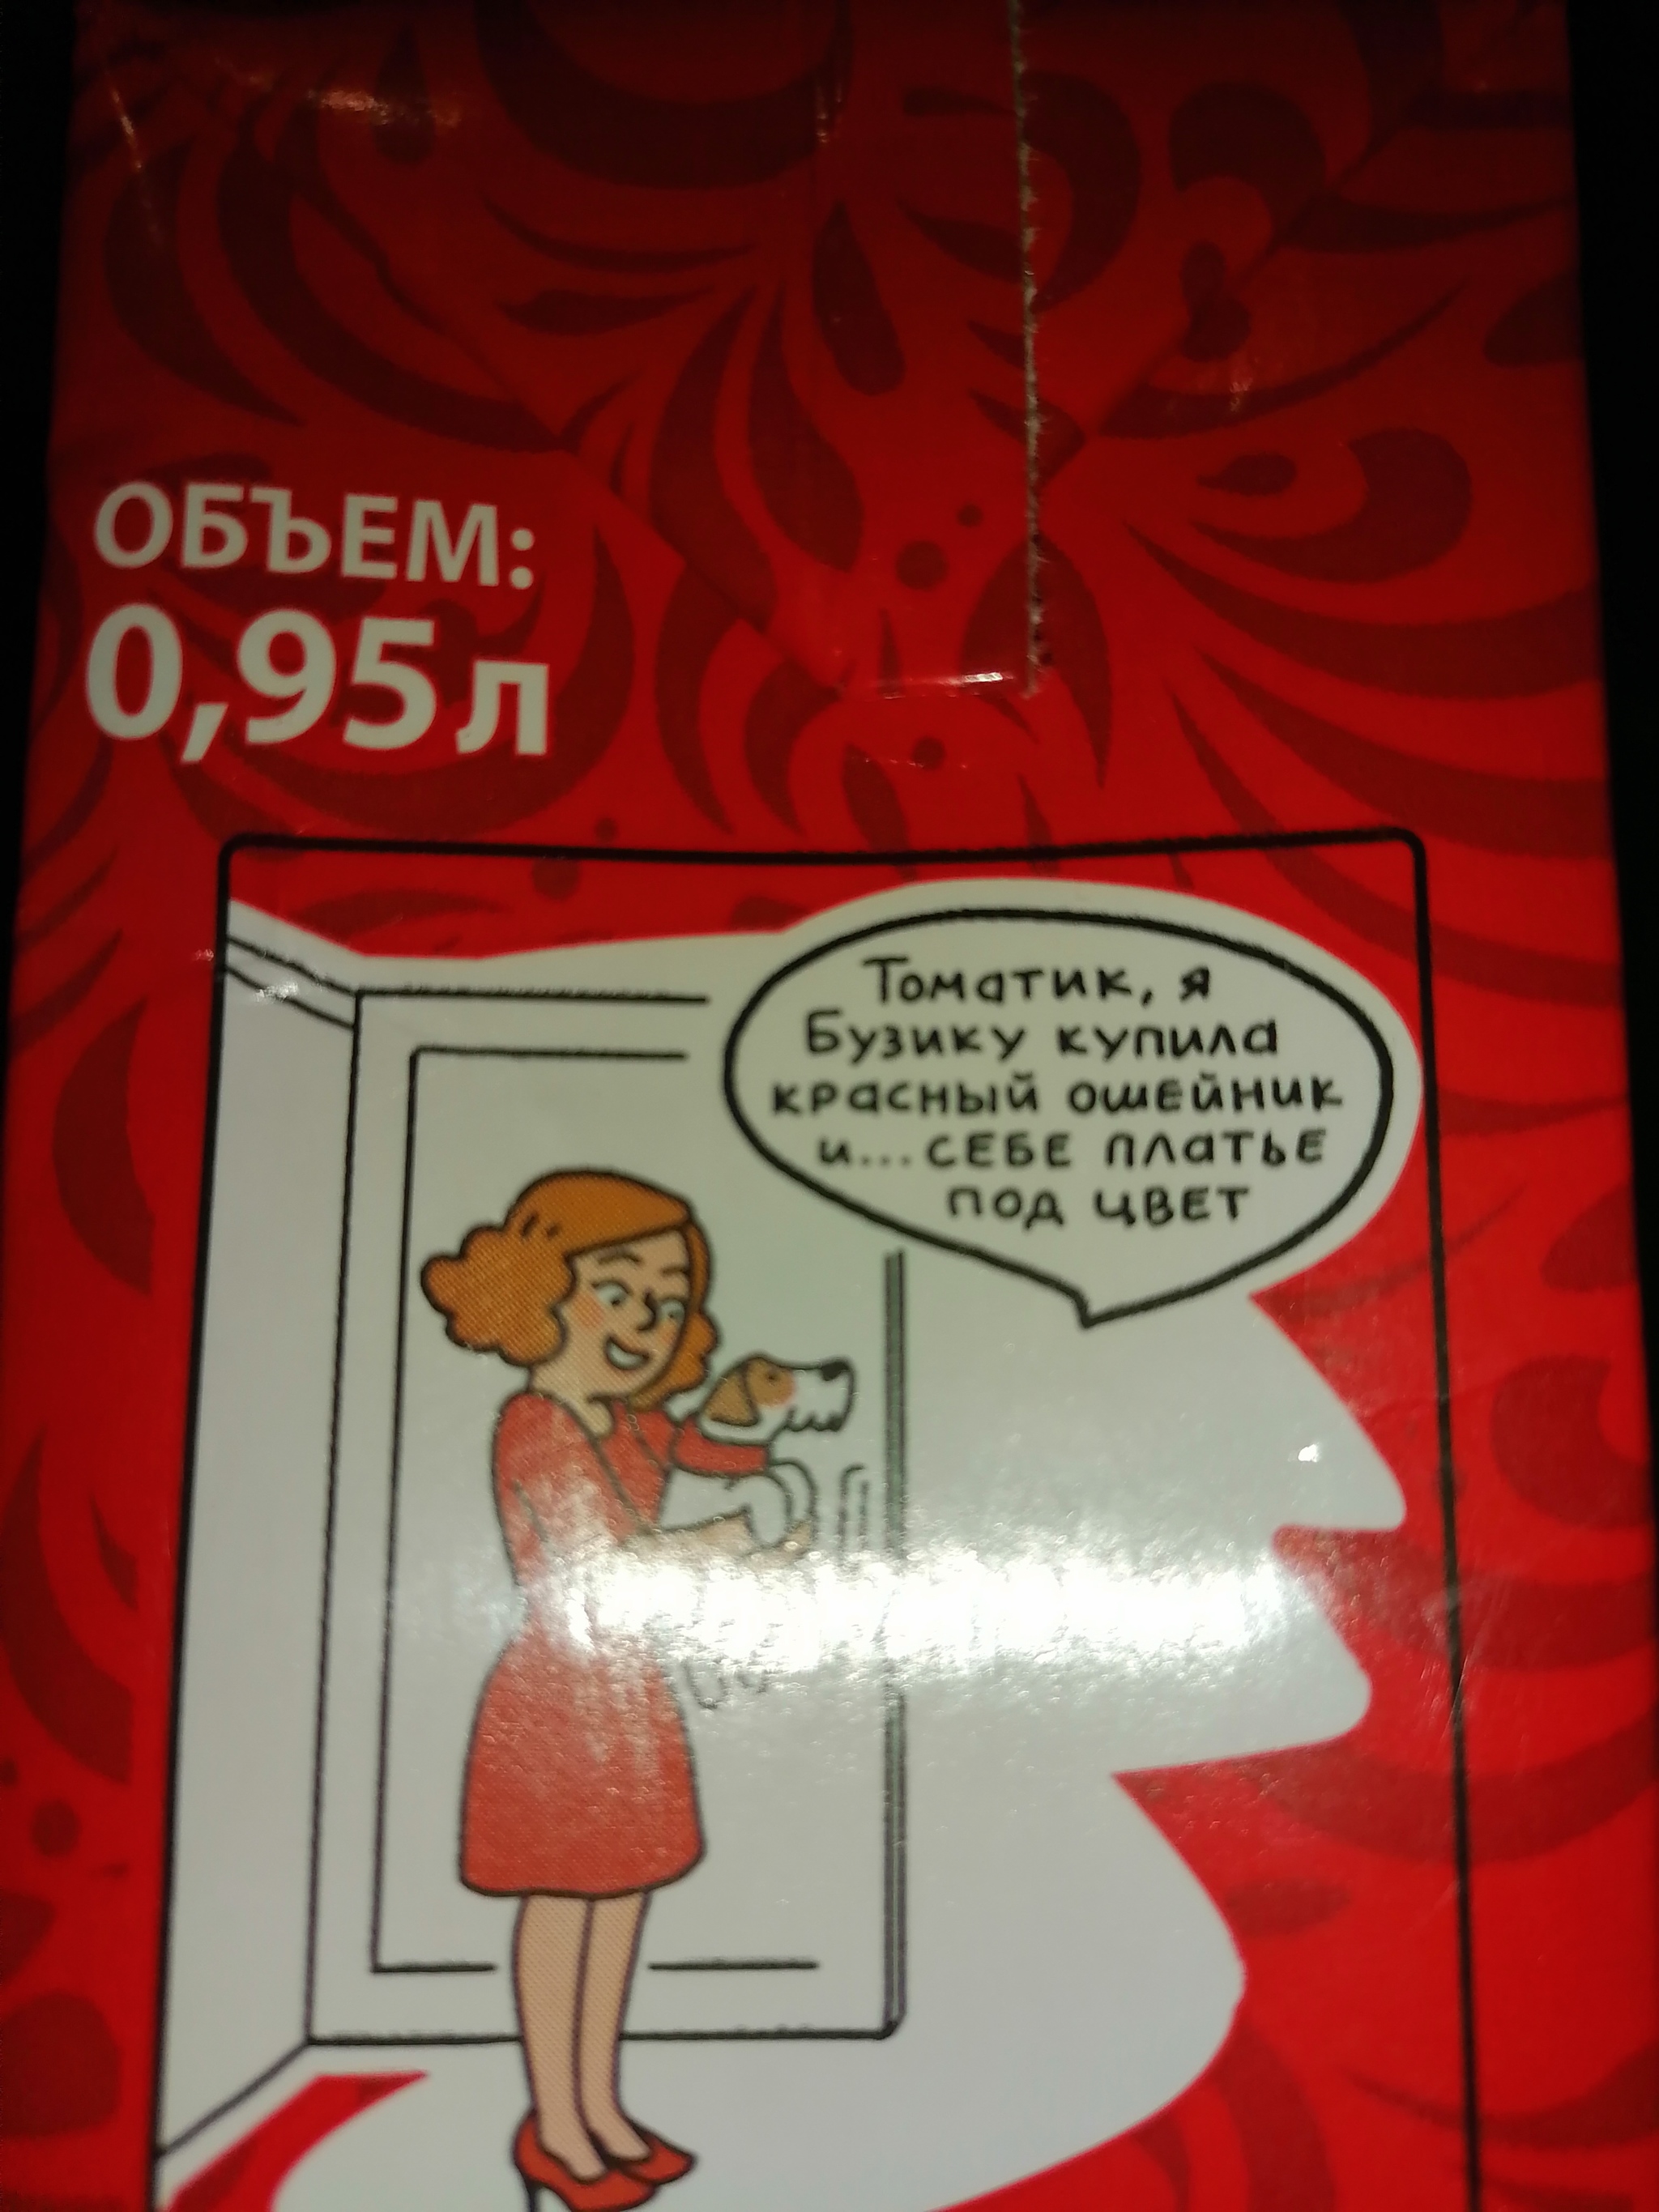 ОБЪЕМ:
0,95л
Томатик, я
Бузику купила
красный ошейник
и... СЕБЕ платье
под цвет